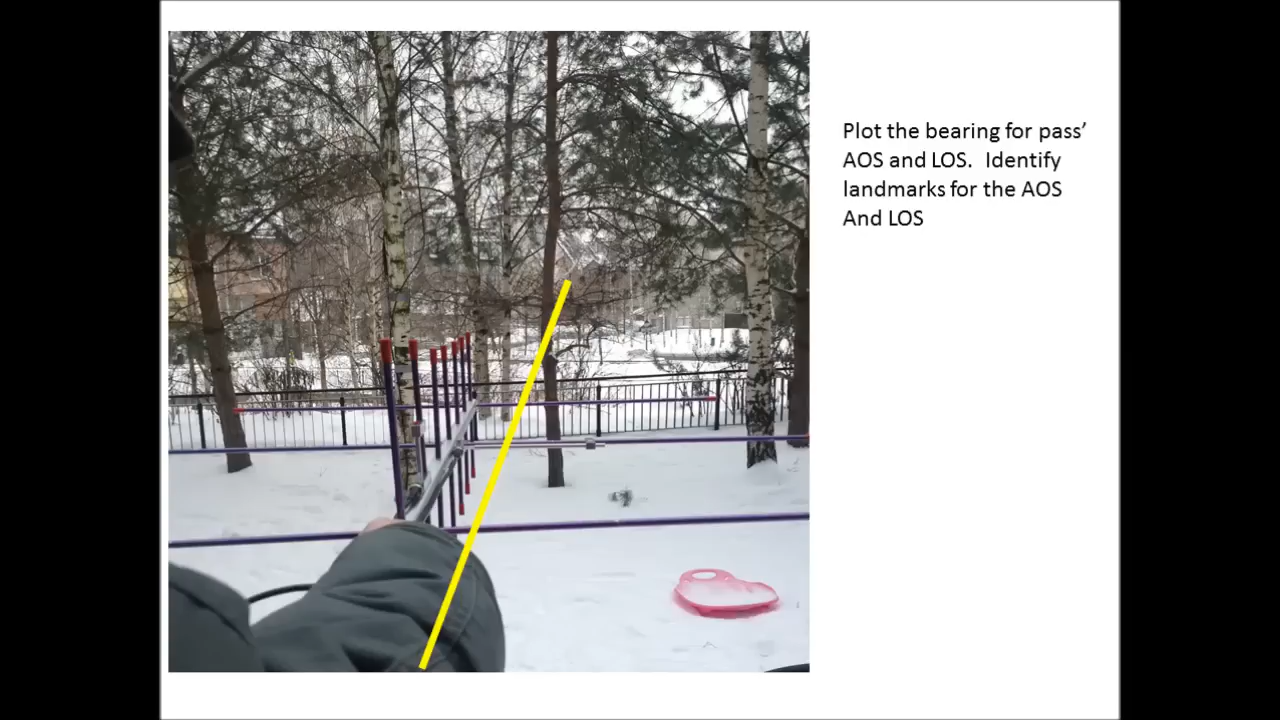 Plot the bearing for pass’
AOS and LOS.  Identify
landmarks for the AOS
And LOS